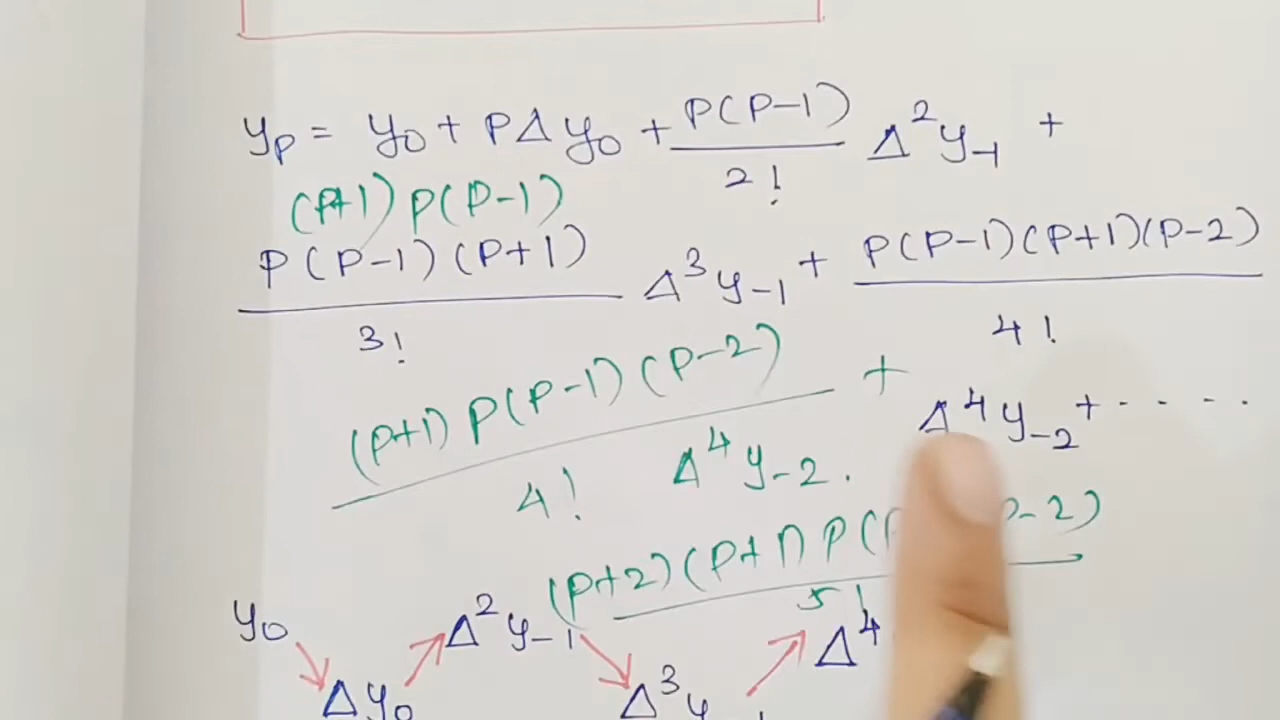 yₚ = y₀ + PΔy₀ + P(P-1)/2! Δ²y₋₁ +
(P+1) P(P-1)
P(P-1)(P+1)/3! Δ³y₋₁ + P(P-1)(P+1)(P-2)/4!
(P+1) P(P-1)(P-2)/4! Δ⁴y₋₂. +
Δ⁴y₋₂ + ....
(P+2)(P+1) P( P-2)/5!
y₀ Δ²y₋₁ Δ⁴
Δy₀ Δ³y